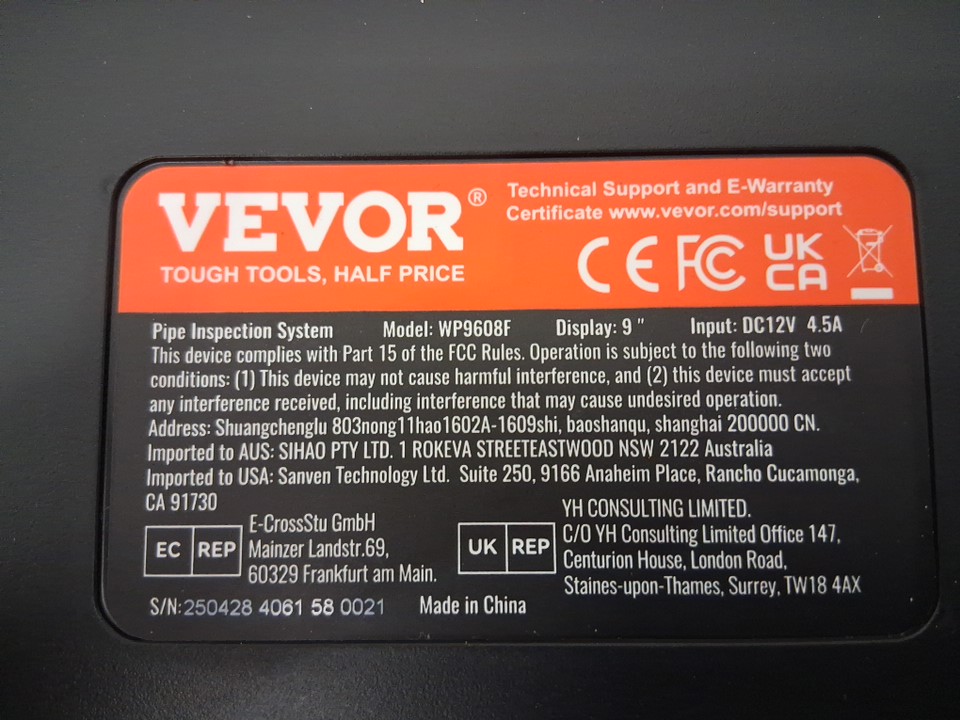 VEVOR®
TOUGH TOOLS, HALF PRICE
Technical Support and E-Warranty
Certificate www.vevor.com/support
CE FC UK
CA
Pipe Inspection System Model: WP9608F Display: 9 " Input: DC12V 4.5A
This device complies with Part 15 of the FCC Rules. Operation is subject to the following two
conditions: (1) This device may not cause harmful interference, and (2) this device must accept
any interference received, including interference that may cause undesired operation.
Address: Shuangchenglu 803nong11hao1602A-1609shi, baoshanqu, shanghai 200000 CN.
Imported to AUS: SIHAO PTY LTD. 1 ROKEVA STREETEASTWOOD NSW 2122 Australia
Imported to USA: Sanven Technology Ltd. Suite 250, 9166 Anaheim Place, Rancho Cucamonga,
CA 91730
EC REP
E-CrossStu GmbH
Mainzer Landstr.69,
60329 Frankfurt am Main.
UK REP
YH CONSULTING LIMITED.
C/O YH Consulting Limited Office 147,
Centurion House, London Road,
Staines-upon-Thames, Surrey, TW18 4AX
S/N:250428 4061 58 0021 Made in China